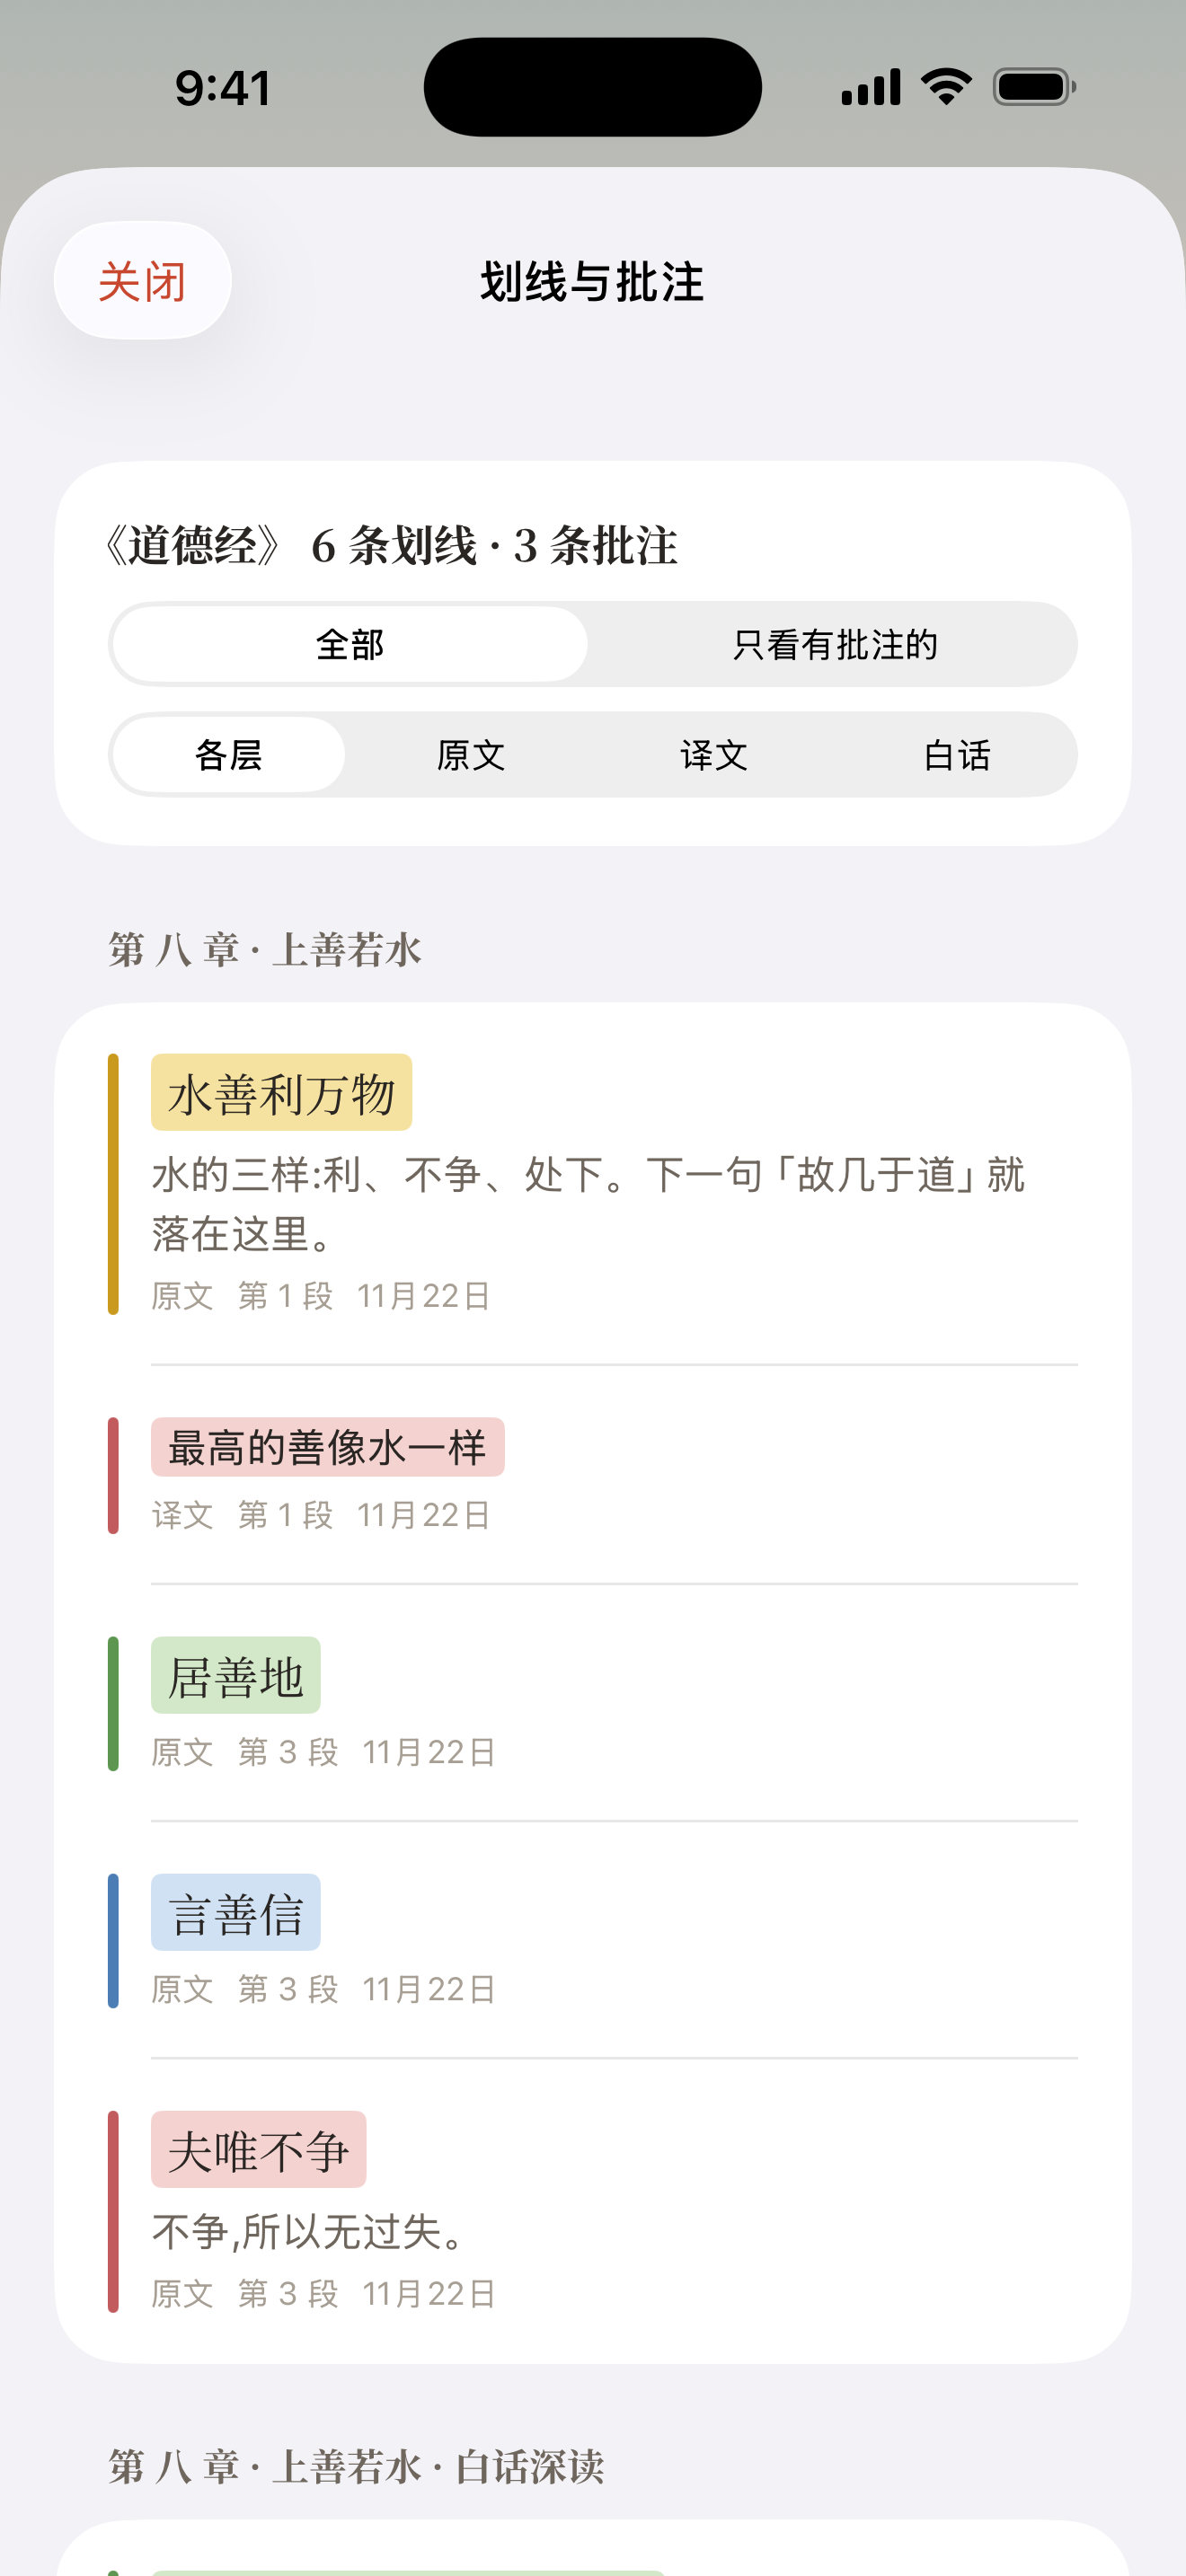 9:41
关闭
划线与批注
《道德经》 6 条划线 · 3 条批注
全部
只看有批注的
各层
原文
译文
白话
第 八 章 · 上善若水
水善利万物
水的三样:利、不争、处下。下一句「故几于道」就
落在这里。
原文 第 1 段 11月22日
最高的善像水一样
译文 第 1 段 11月22日
居善地
原文 第 3 段 11月22日
言善信
原文 第 3 段 11月22日
夫唯不争
不争,所以无过失。
原文 第 3 段 11月22日
第 八 章 · 上善若水 · 白话深读